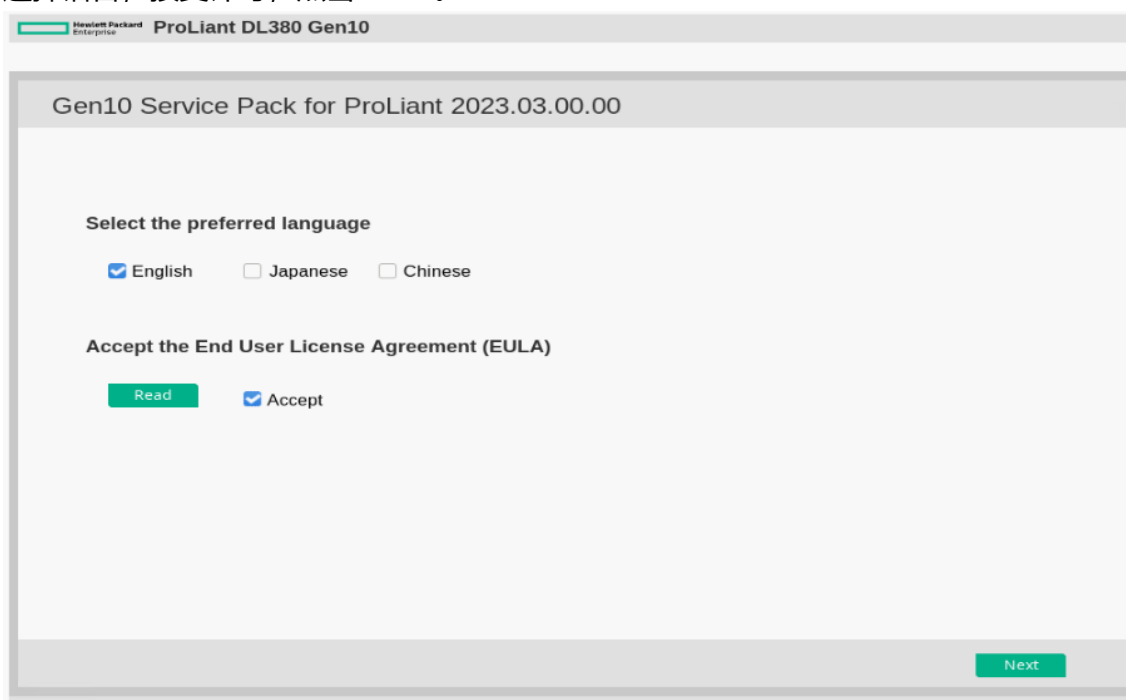 Hewlett Packard
Enterprise
ProLiant DL380 Gen10
Gen10 Service Pack for ProLiant 2023.03.00.00
Select the preferred language
English Japanese Chinese
Accept the End User License Agreement (EULA)
Read Accept
Next